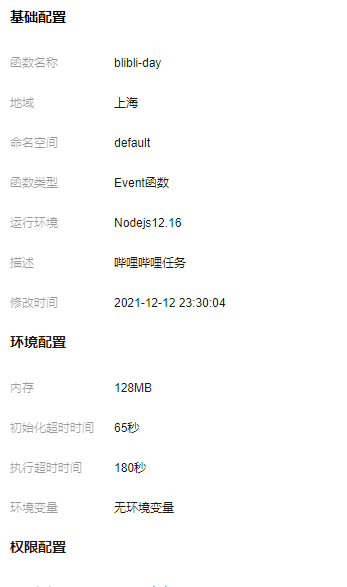 基础配置
函数名称 blibli-day
地域 上海
命名空间 default
函数类型 Event函数
运行环境 Nodejs12.16
描述 哔哩哔哩任务
修改时间 2021-12-12 23:30:04
环境配置
内存 128MB
初始化超时时间 65秒
执行超时时间 180秒
环境变量 无环境变量
权限配置